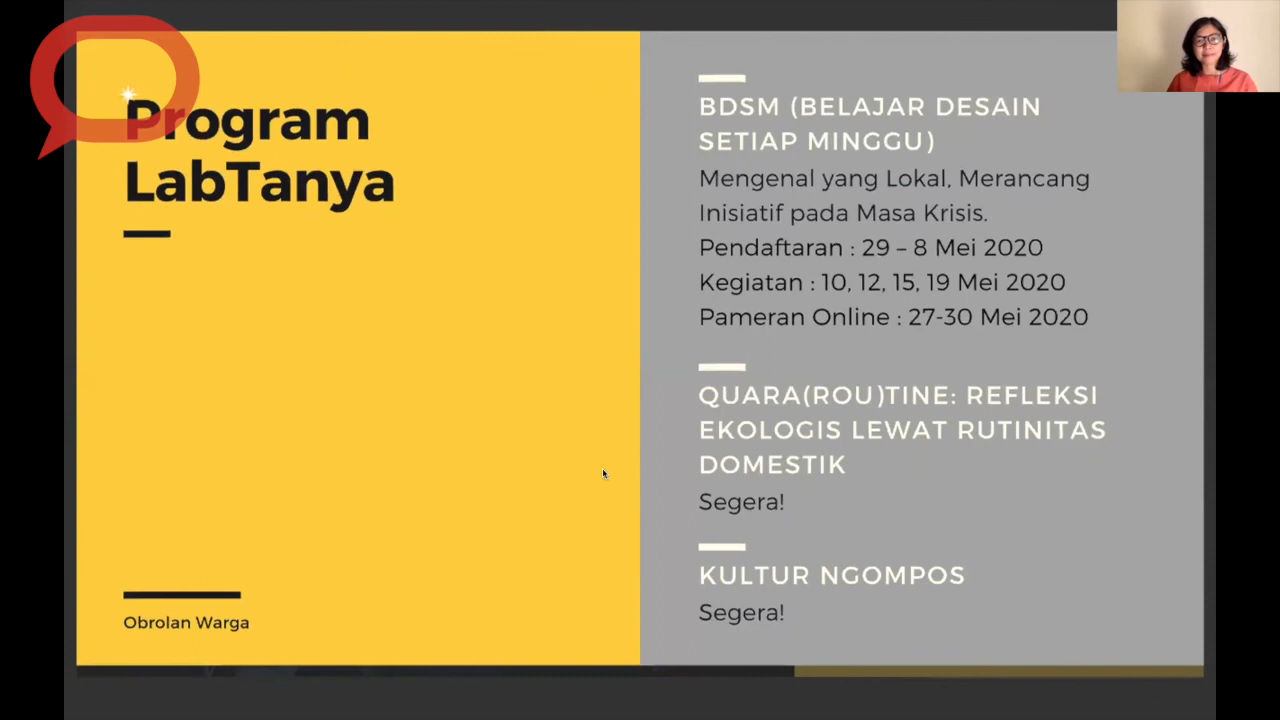 Program
LabTanya
Obrolan Warga
BDSM (BELAJAR DESAIN
SETIAP MINGGU)
Mengenal yang Lokal, Merancang
Inisiatif pada Masa Krisis.
Pendaftaran : 29 – 8 Mei 2020
Kegiatan : 10, 12, 15, 19 Mei 2020
Pameran Online : 27-30 Mei 2020
QUARA(ROU)TINE: REFLEKSI
EKOLOGIS LEWAT RUTINITAS
DOMESTIK
Segera!
KULTUR NGOMPOS
Segera!